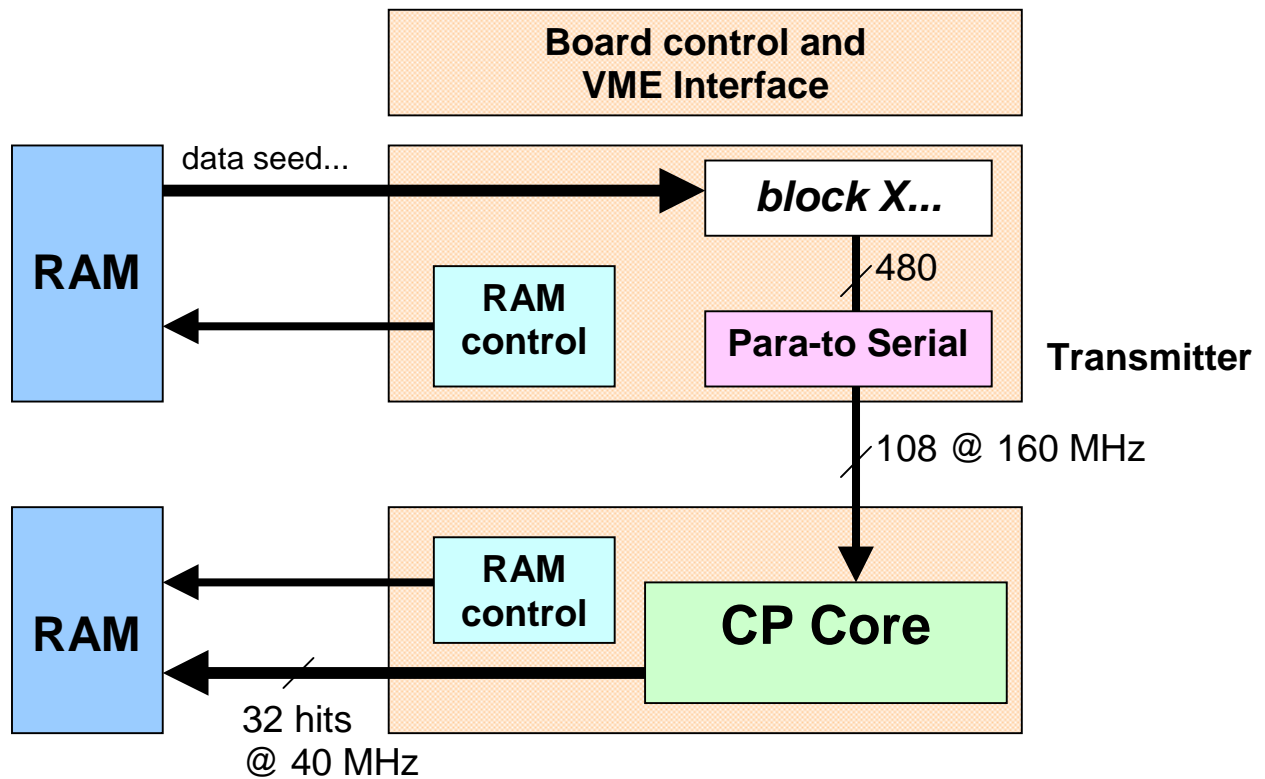 Board control and
VME Interface
data seed...
block X...
RAM
480
RAM
control
Para-to Serial
Transmitter
108 @ 160 MHz
RAM
control
CP Core
RAM
32 hits
@ 40 MHz